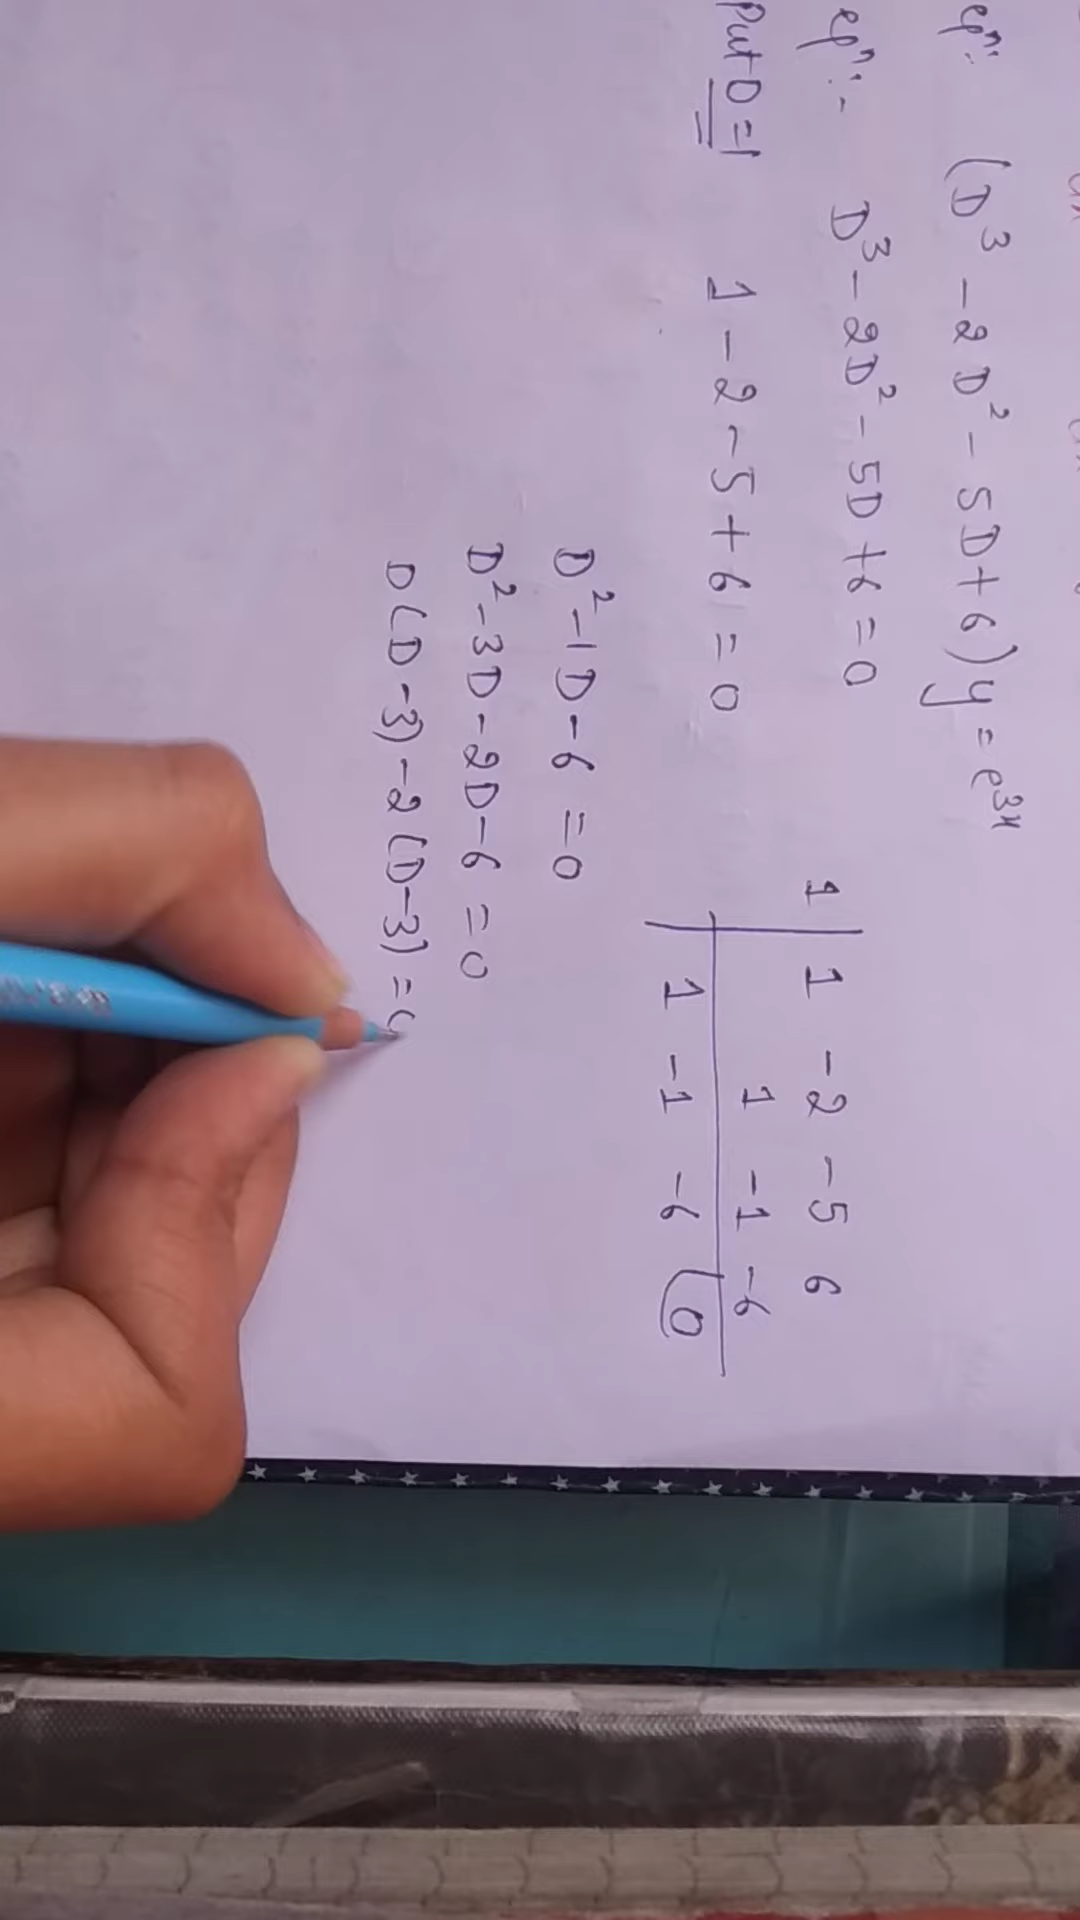 eqⁿ: (D³ - 2D² - 5D + 6)y = e³ˣ
eqⁿ:- D³ - 2D² - 5D + 6 = 0
Put D = 1 1 - 2 - 5 + 6 = 0
1 | 1 -2 -5 6
1 -1 -6
1 -1 -6 0
D² - 1D - 6 = 0
D² - 3D - 2D - 6 = 0
D(D - 3) - 2(D - 3) =